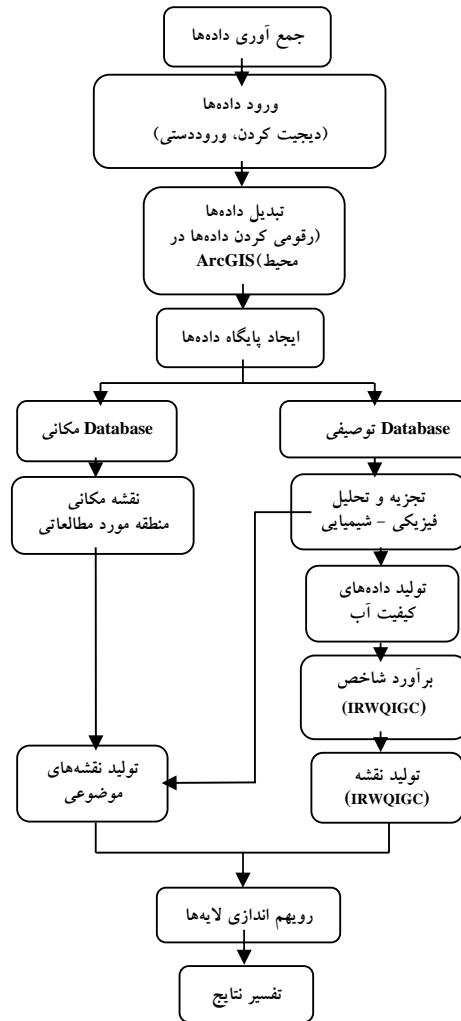 جمع آوری داده‌ها
ورود داده‌ها
(دیجیت کردن، وروددستی)
تبدیل داده‌ها
(رقومی کردن داده‌ها در
محیط(ArcGIS
ایجاد پایگاه داده‌ها
Database توصیفی
Database مکانی
تجزیه و تحلیل
فیزیکی – شیمیایی
نقشه مکانی
منطقه مورد مطالعاتی
تولید داده‌های
کیفیت آب
برآورد شاخص
(IRWQIGC)
تولید نقشه
(IRWQIGC)
تولید نقشه‌های
موضوعی
رویهم اندازی لایه‌ها
تفسیر نتایج